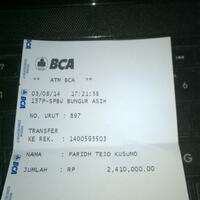 BCA
** ATM BCA **
03/08/14 17:21:38
137P-SPBU BUNGUR ASIH
NO. URUT : 897
TRANSFER
KE REK. : 1400593503
NAMA : FARIDH TEJO KUSUMO
JUMLAH : RP 2,410,000.00